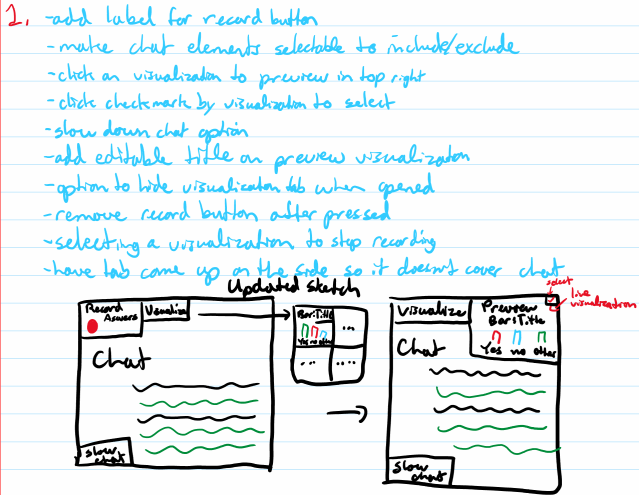 1. -add label for record button
-make chat elements selectable to include/exclude
-click on visualization to preview in top right
-click checkmark by visualization to select
-slow down chat option
-add editable title on preview visualization
-option to hide visualization tab when opened
-remove record button after pressed
-selecting a visualization to stop recording
-have tab come up on the side so it doesn't cover chat
Updated sketch
Record
Answers
Visualize
Chat
slow
chat
Bar:Title
Yes no other
...
...
....
Visualize
Preview
Bar:Title
Yes no other
select
live
visualization
Chat
slow
chat